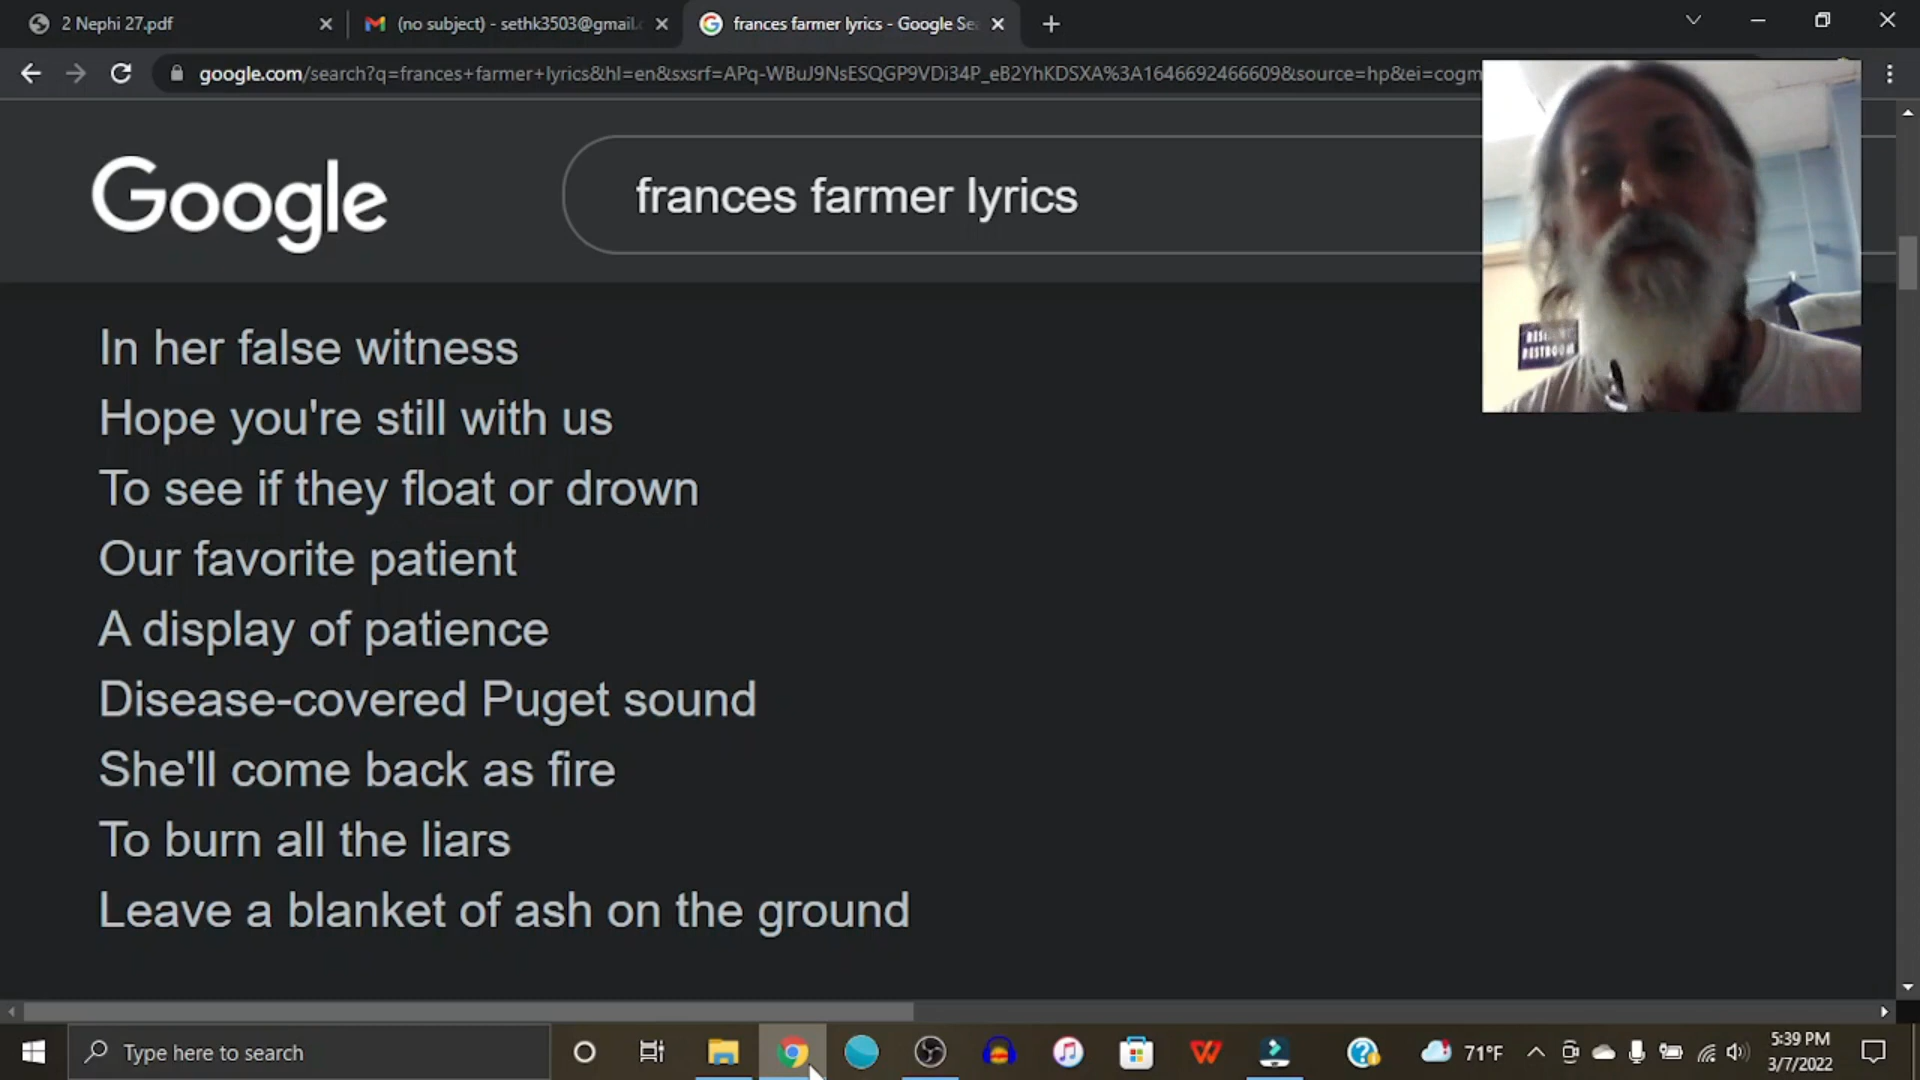 2 Nephi 27.pdf
(no subject) - sethk3503@gmail.
frances farmer lyrics - Google Se
google.com/search?q=frances+farmer+lyrics&hl=en&sxsrf=APq-WBuJ9NsESQGP9VDi34P_eB2YhKDSXA%3A1646692466609&source=hp&ei=cogm
Google
frances farmer lyrics
RESTROOM
In her false witness
Hope you're still with us
To see if they float or drown
Our favorite patient
A display of patience
Disease-covered Puget sound
She'll come back as fire
To burn all the liars
Leave a blanket of ash on the ground
Type here to search
71°F
5:39 PM
3/7/2022